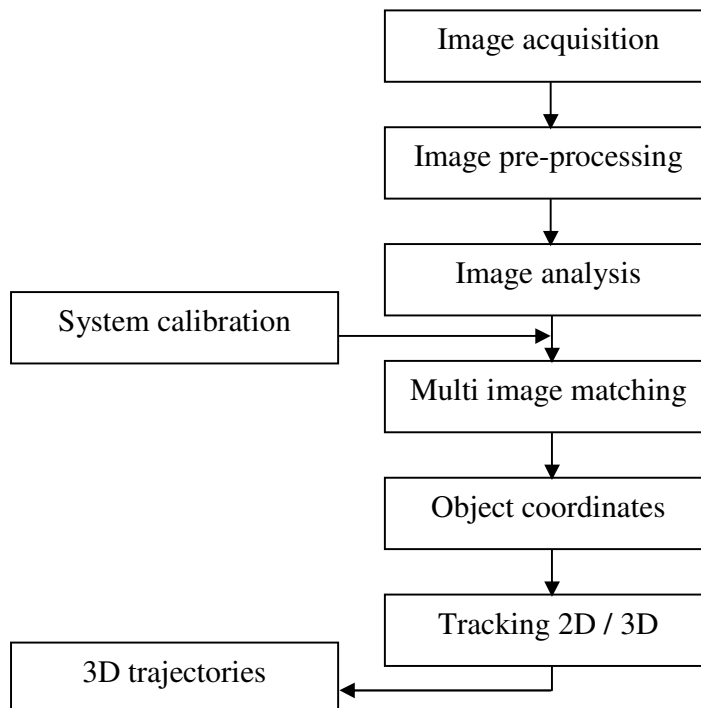 Image acquisition
Image pre-processing
Image analysis
System calibration
Multi image matching
Object coordinates
Tracking 2D / 3D
3D trajectories